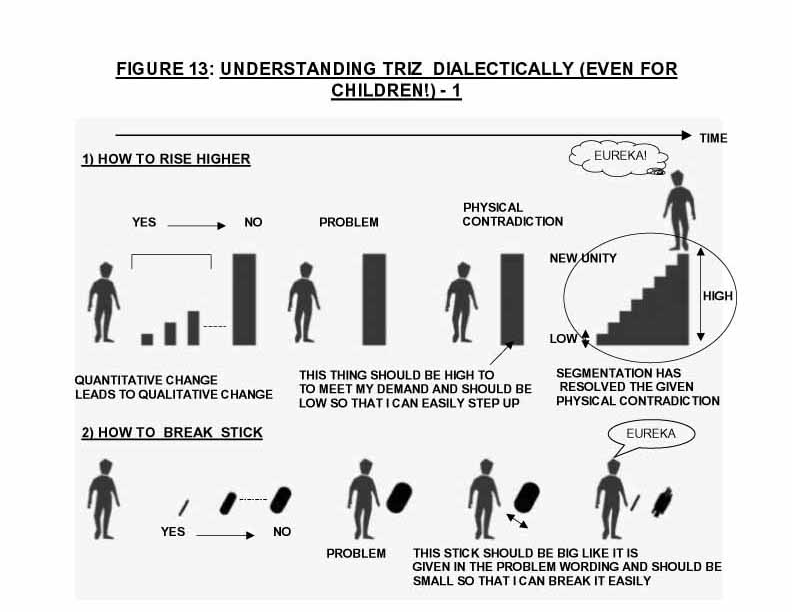 FIGURE 13: UNDERSTANDING TRIZ DIALECTICALLY (EVEN FOR
CHILDREN!) - 1
TIME
1) HOW TO RISE HIGHER
EUREKA!
YES
NO
PROBLEM
PHYSICAL
CONTRADICTION
NEW UNITY
HIGH
LOW
QUANTITATIVE CHANGE
LEADS TO QUALITATIVE CHANGE
THIS THING SHOULD BE HIGH TO
TO MEET MY DEMAND AND SHOULD BE
LOW SO THAT I CAN EASILY STEP UP
SEGMENTATION HAS
RESOLVED THE GIVEN
PHYSICAL CONTRADICTION
2) HOW TO BREAK STICK
EUREKA
YES
NO
PROBLEM
THIS STICK SHOULD BE BIG LIKE IT IS
GIVEN IN THE PROBLEM WORDING AND SHOULD BE
SMALL SO THAT I CAN BREAK IT EASILY